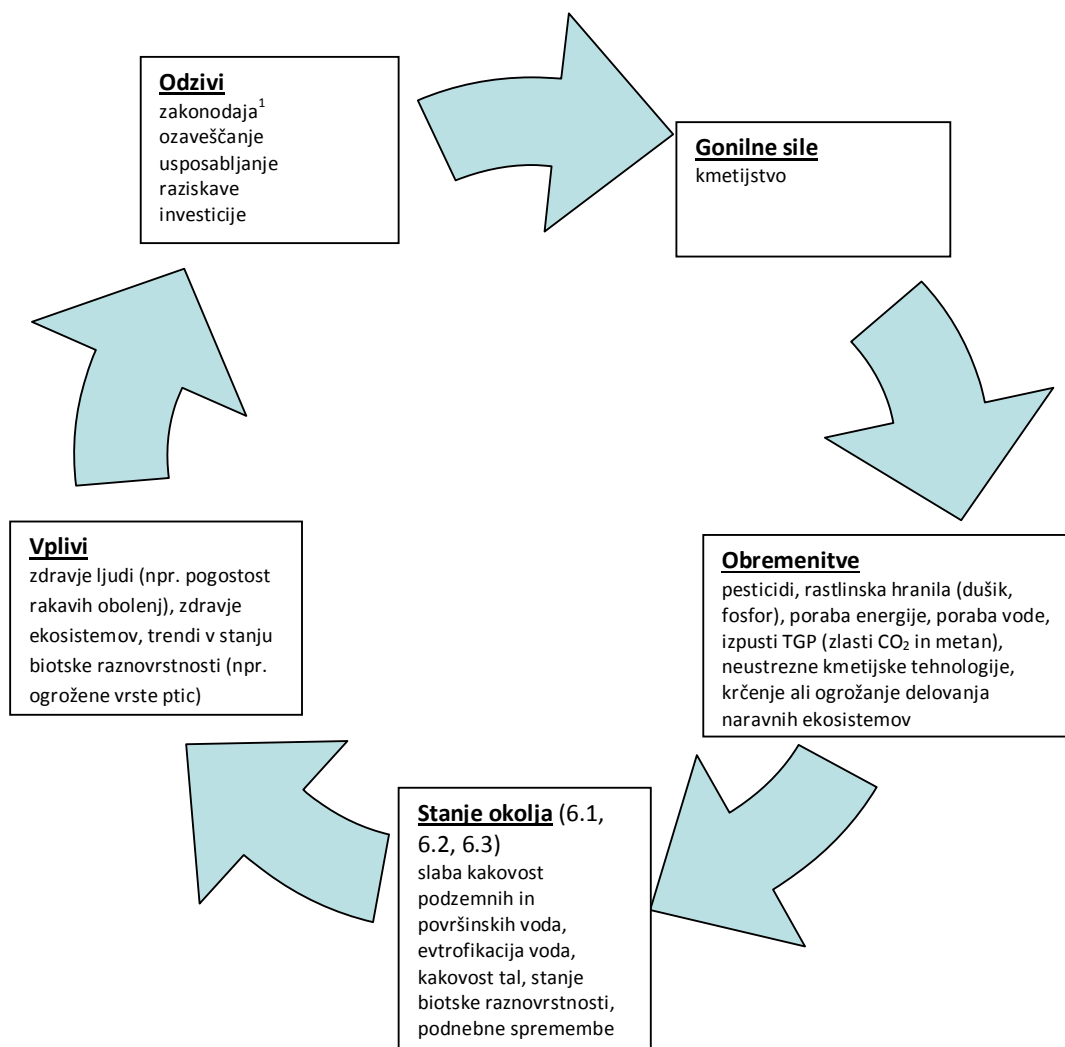 Odzivi
zakonodaja¹
ozaveščanje
usposabljanje
raziskave
investicije
Gonilne sile
kmetijstvo
Obremenitve
pesticidi, rastlinska hranila (dušik,
fosfor), poraba energije, poraba vode,
izpusti TGP (zlasti CO₂ in metan),
neustrezne kmetijske tehnologije,
krčenje ali ogrožanje delovanja
naravnih ekosistemov
Stanje okolja (6.1,
6.2, 6.3)
slaba kakovost
podzemnih in
površinskih voda,
evtrofikacija voda,
kakovost tal, stanje
biotske raznovrstnosti,
podnebne spremembe
Vplivi
zdravje ljudi (npr. pogostost
rakavih obolenj), zdravje
ekosistemov, trendi v stanju
biotske raznovrstnosti (npr.
ogrožene vrste ptic)